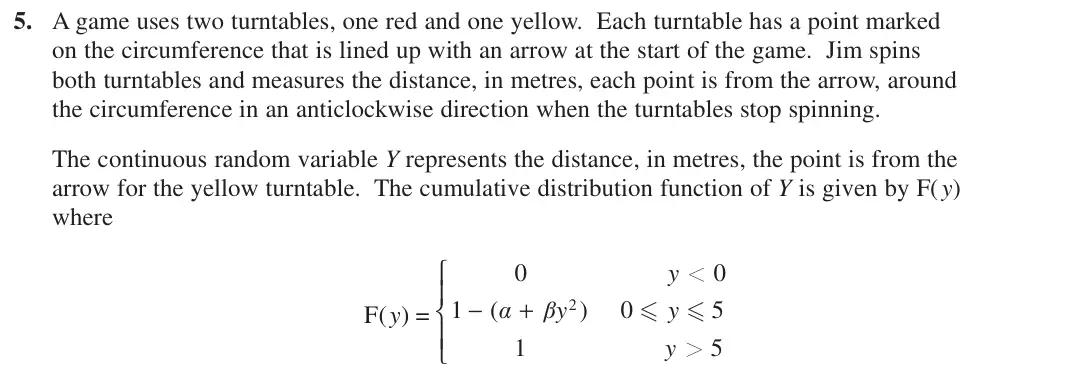 5. A game uses two turntables, one red and one yellow. Each turntable has a point marked
on the circumference that is lined up with an arrow at the start of the game. Jim spins
both turntables and measures the distance, in metres, each point is from the arrow, around
the circumference in an anticlockwise direction when the turntables stop spinning.
The continuous random variable Y represents the distance, in metres, the point is from the
arrow for the yellow turntable. The cumulative distribution function of Y is given by F(y)
where
0 y < 0
F(y) = { 1 − (α + βy²) 0 ⩽ y ⩽ 5
1 y > 5